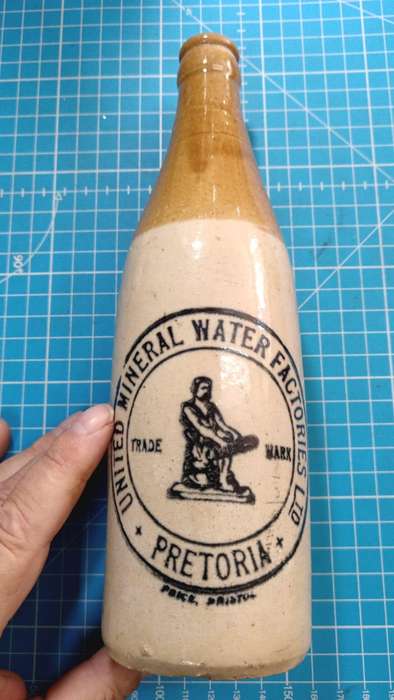 UNITED MINERAL WATER FACTORIES LTD
TRADE MARK
+ PRETORIA +
PRICE, BRISTOL